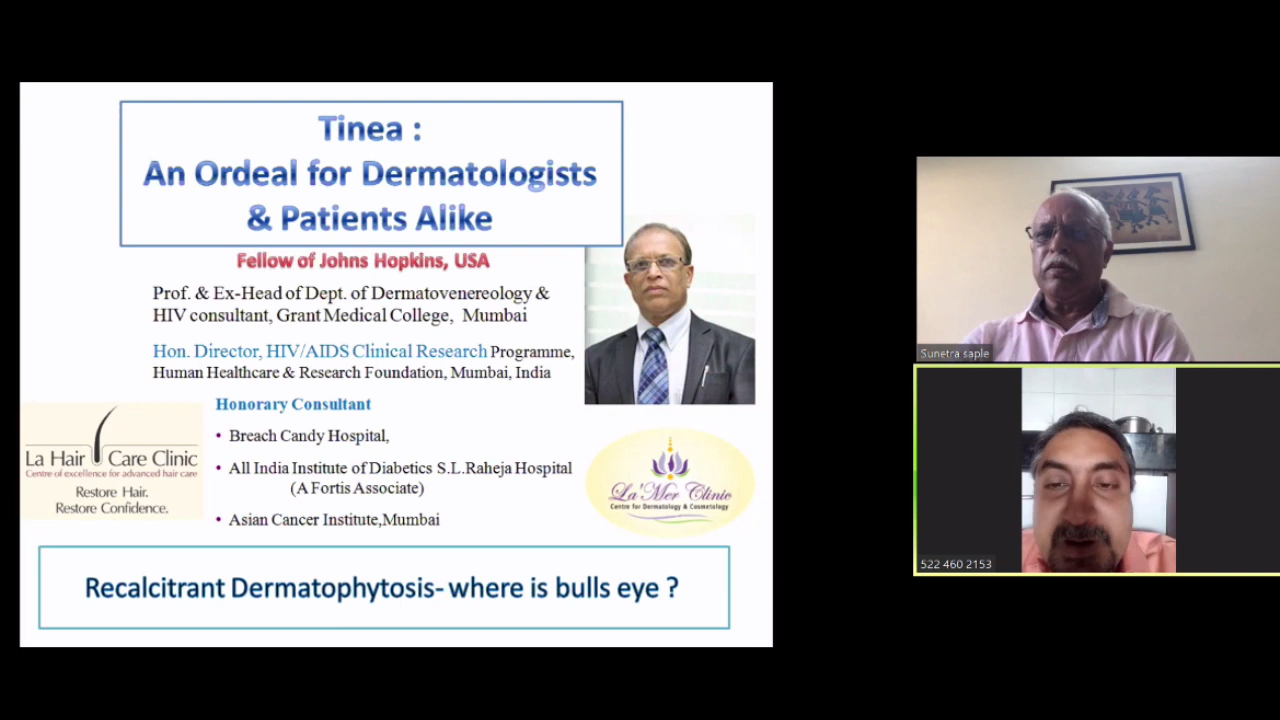 Tinea :
An Ordeal for Dermatologists
& Patients Alike
Fellow of Johns Hopkins, USA
Prof. & Ex-Head of Dept. of Dermatovenereology &
HIV consultant, Grant Medical College, Mumbai
Hon. Director, HIV/AIDS Clinical Research Programme,
Human Healthcare & Research Foundation, Mumbai, India
Honorary Consultant
• Breach Candy Hospital,
• All India Institute of Diabetics S.L.Raheja Hospital
(A Fortis Associate)
• Asian Cancer Institute,Mumbai
La Hair Care Clinic
Centre of excellence for advanced hair care
Restore Hair.
Restore Confidence.
La'Mer Clinic
Centre for Dermatology & Cosmetology
Recalcitrant Dermatophytosis- where is bulls eye ?
Sunetra saple
522 460 2153